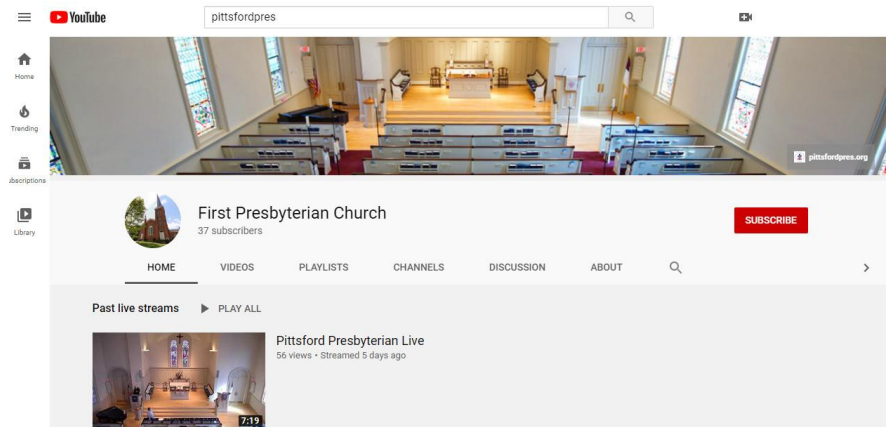 YouTube
pittsfordpres
Home
Trending
ubscriptions
Library
pittsfordpres.org
First Presbyterian Church
37 subscribers
SUBSCRIBE
HOME VIDEOS PLAYLISTS CHANNELS DISCUSSION ABOUT
Past live streams PLAY ALL
Pittsford Presbyterian Live
56 views • Streamed 5 days ago
7:19